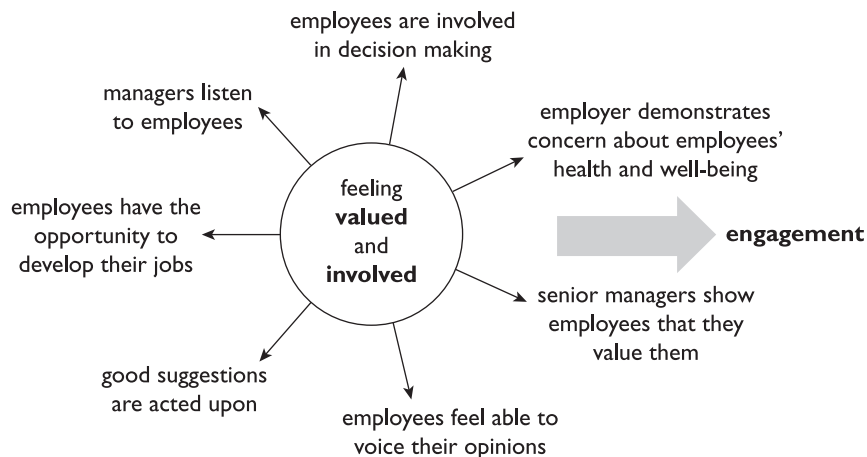 employees are involved
in decision making
managers listen
to employees
employer demonstrates
concern about employees’
health and well-being
feeling
valued
and
involved
employees have the
opportunity to
develop their jobs
engagement
senior managers show
employees that they
value them
good suggestions
are acted upon
employees feel able to
voice their opinions